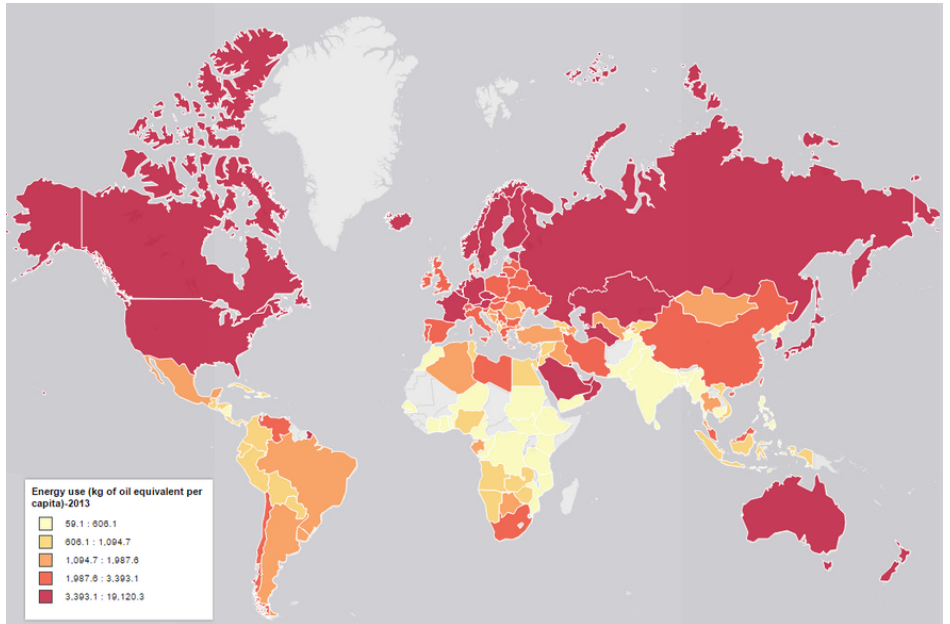 Energy use (kg of oil equivalent per
capita)-2013
59.1 : 606.1
606.1 : 1,094.7
1,094.7 : 1,987.6
1,987.6 : 3,393.1
3,393.1 : 19,120.3